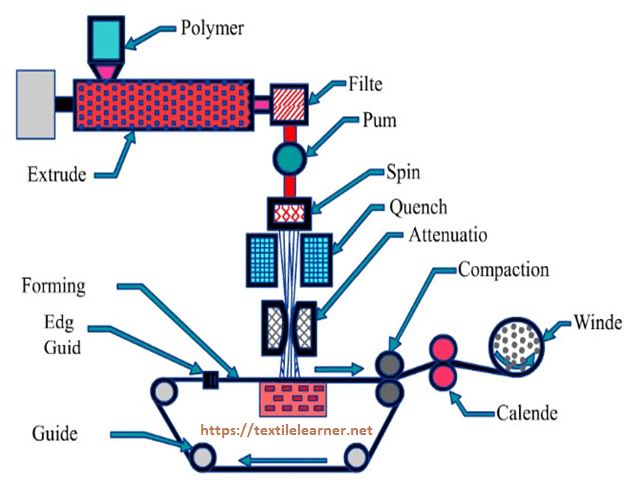 Polymer
Filte
Pum
Extrude
Spin
Quench
Attenuatio
Compaction
Forming
Edg
Guid
Winde
Calende
Guide
https://textilelearner.net